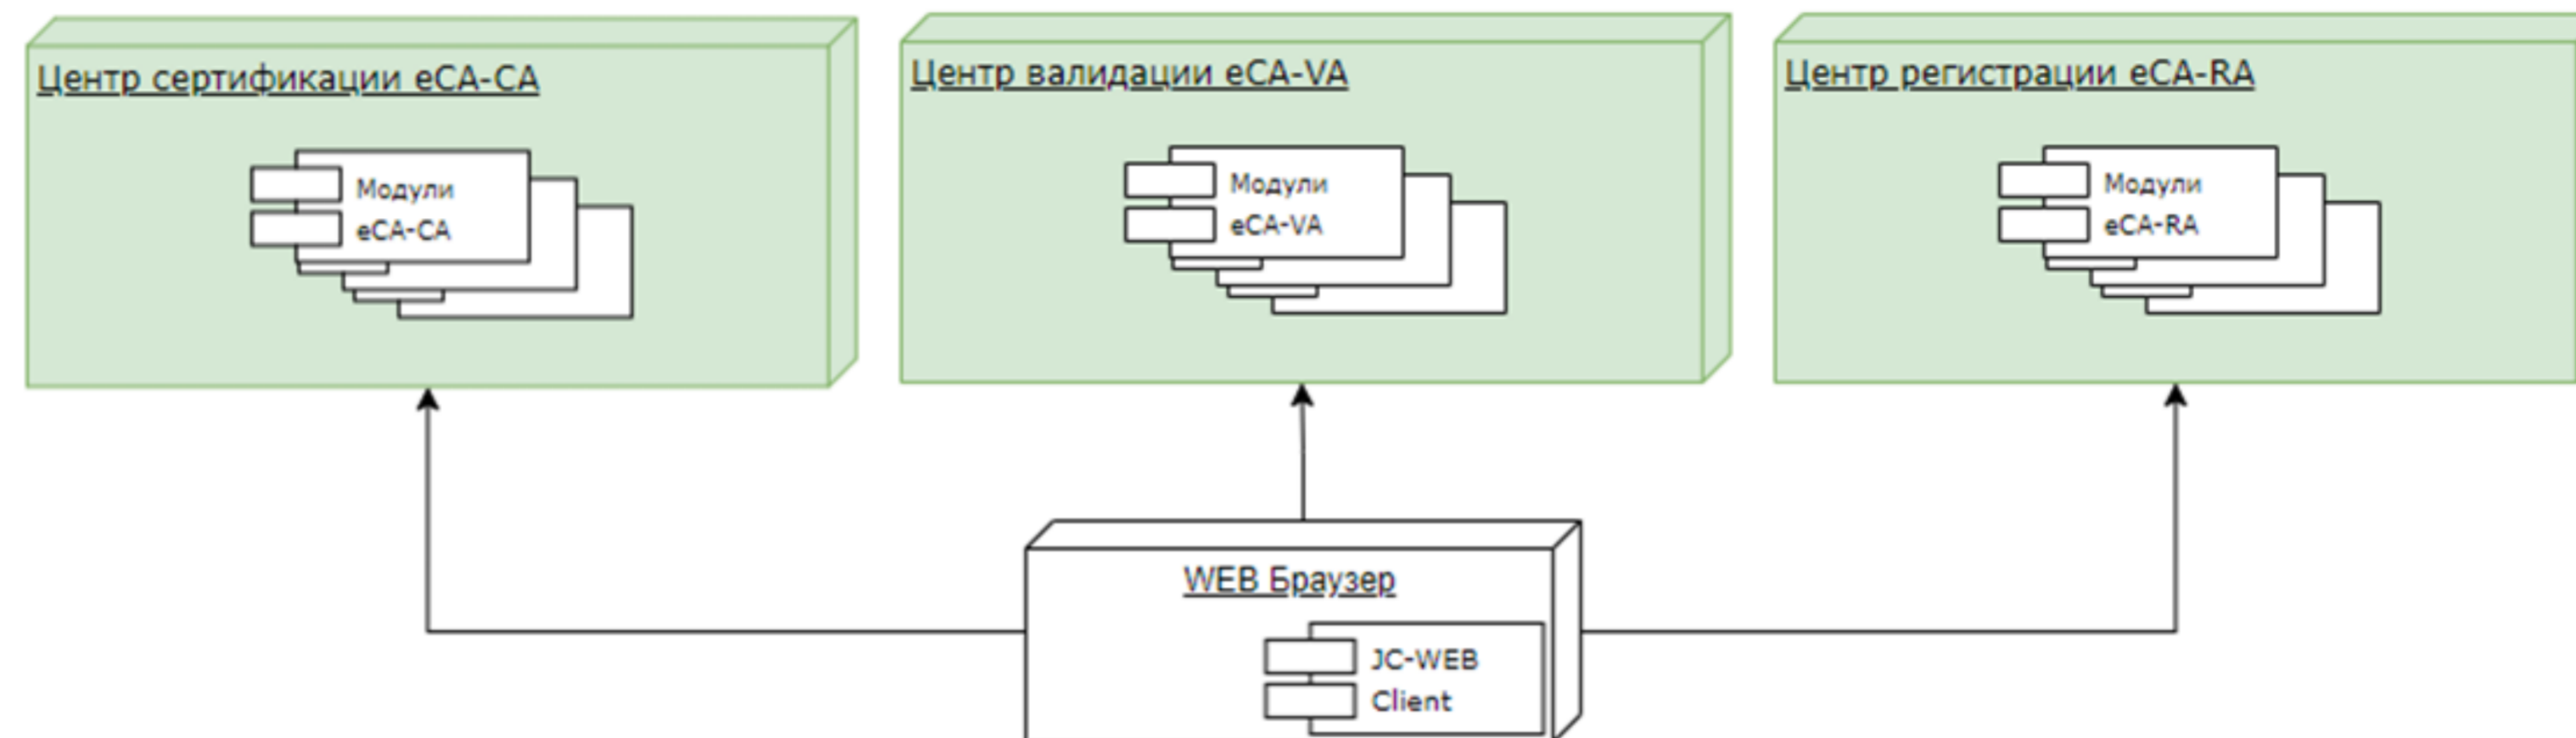 Центр сертификации eCA-CA
Модули
eCA-CA
Центр валидации eCA-VA
Модули
eCA-VA
Центр регистрации eCA-RA
Модули
eCA-RA
WEB Браузер
JC-WEB
Client